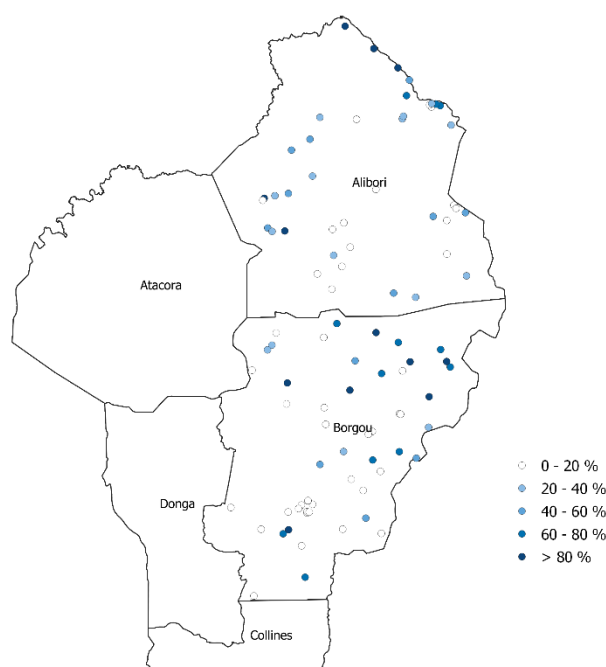 Alibori
Atacora
Borgou
Donga
0 - 20 %
20 - 40 %
40 - 60 %
60 - 80 %
> 80 %
Collines